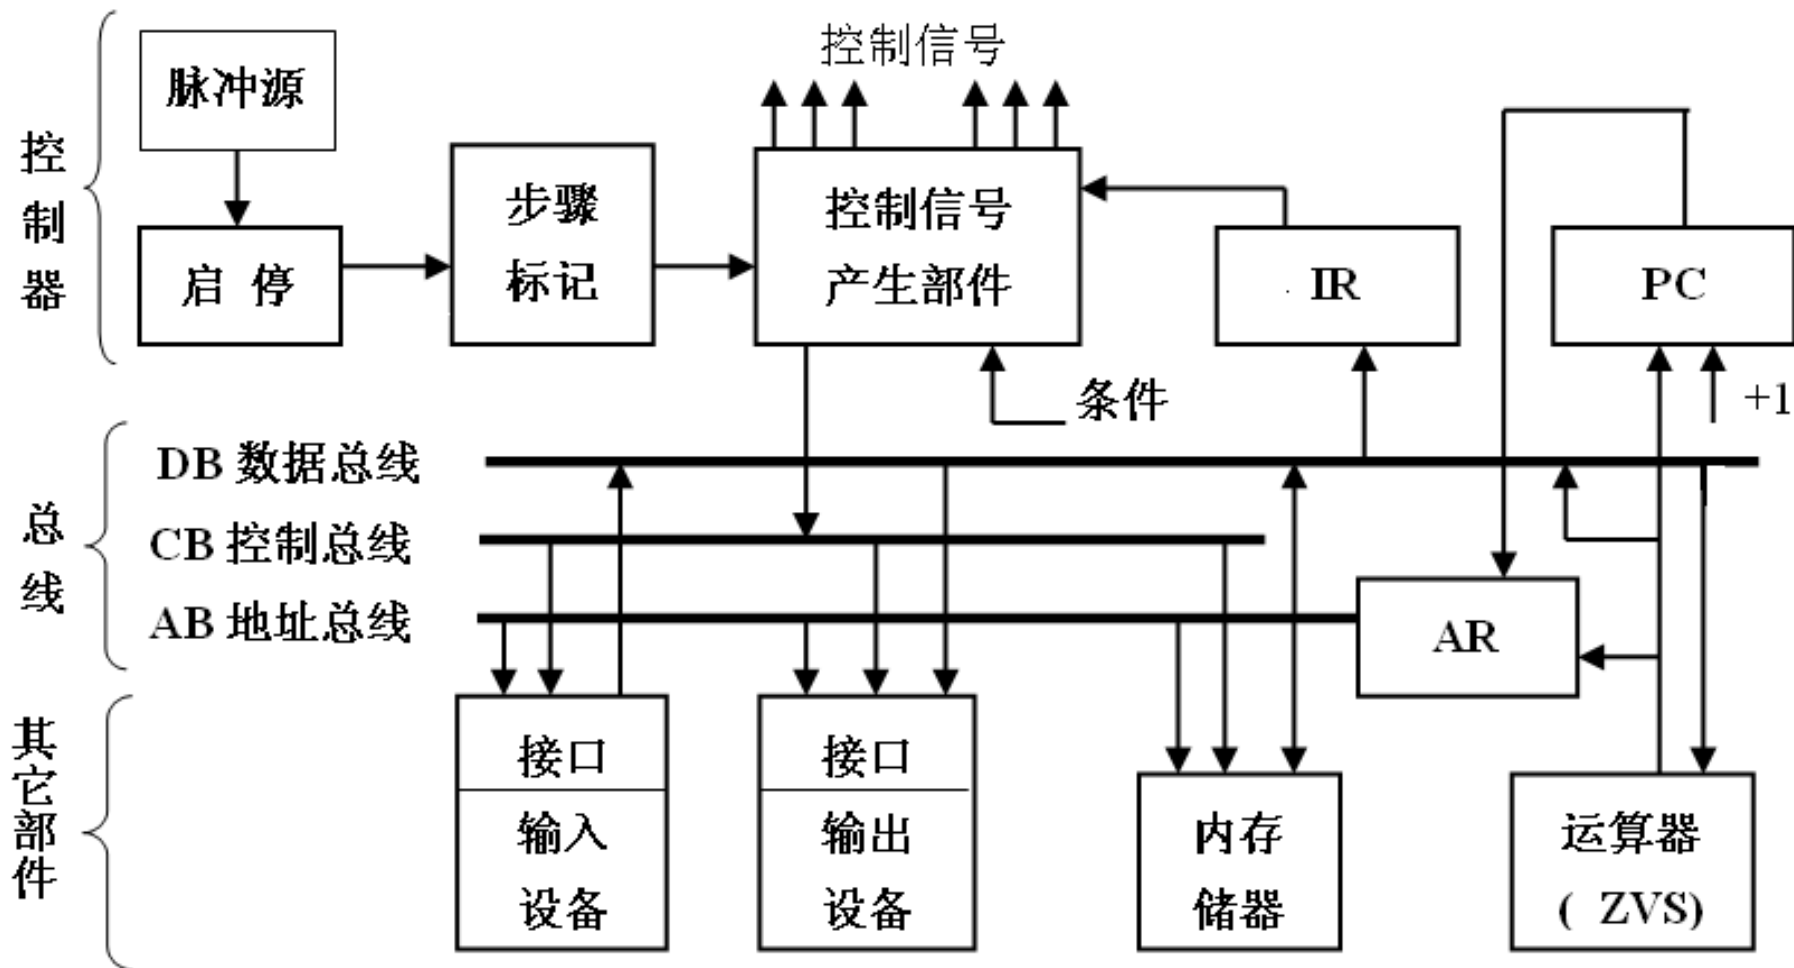 控制信号
脉冲源
控
制
器
步骤
标记
控制信号
产生部件
启 停
IR
PC
条件
+1
总
线
DB 数据总线
CB 控制总线
AB 地址总线
AR
其
它
部
件
接口
输入
设备
接口
输出
设备
内存
储器
运算器
( ZVS)